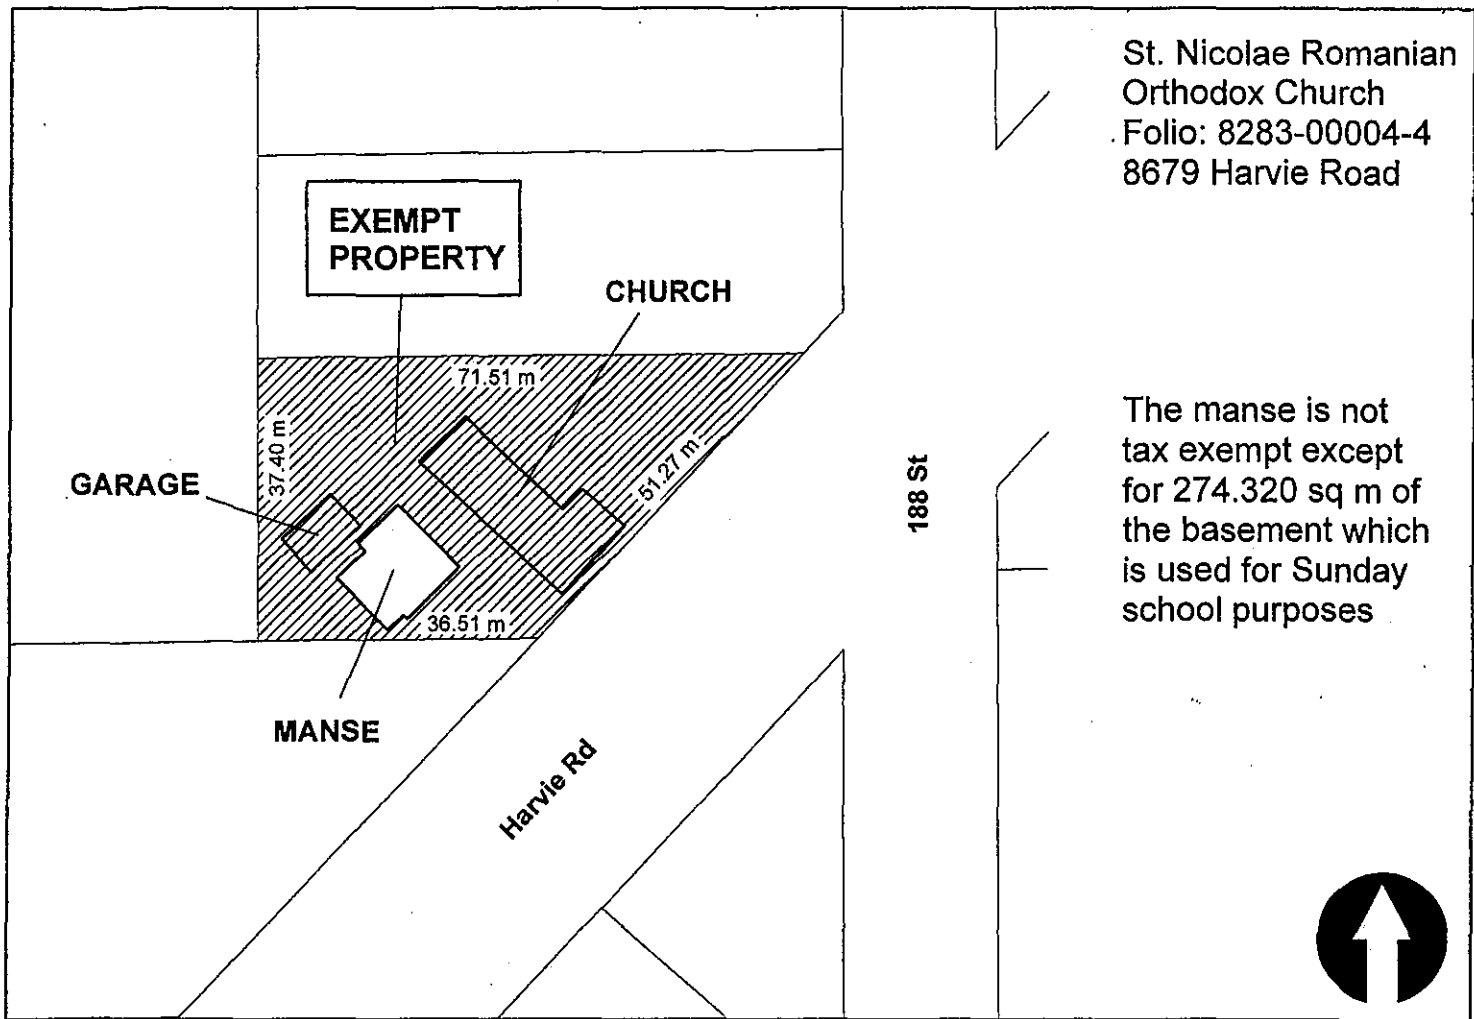 St. Nicolae Romanian
Orthodox Church
Folio: 8283-00004-4
8679 Harvie Road
EXEMPT
PROPERTY
CHURCH
71.51 m
37.40 m
51.27 m
GARAGE
The manse is not
tax exempt except
for 274.320 sq m of
the basement which
is used for Sunday
school purposes
188 St
36.51 m
MANSE
Harvie Rd